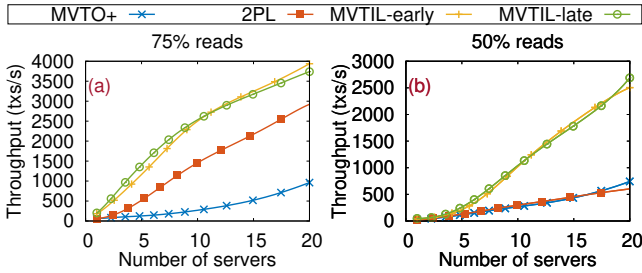 MVTO+ 2PL MVTIL-early MVTIL-late
75% reads
50% reads
(a)
Throughput (txs/s)
4000
3500
3000
2500
2000
1500
1000
500
0
0 5 10 15 20
Number of servers
(b)
Throughput (txs/s)
3000
2500
2000
1500
1000
500
0
0 5 10 15 20
Number of servers